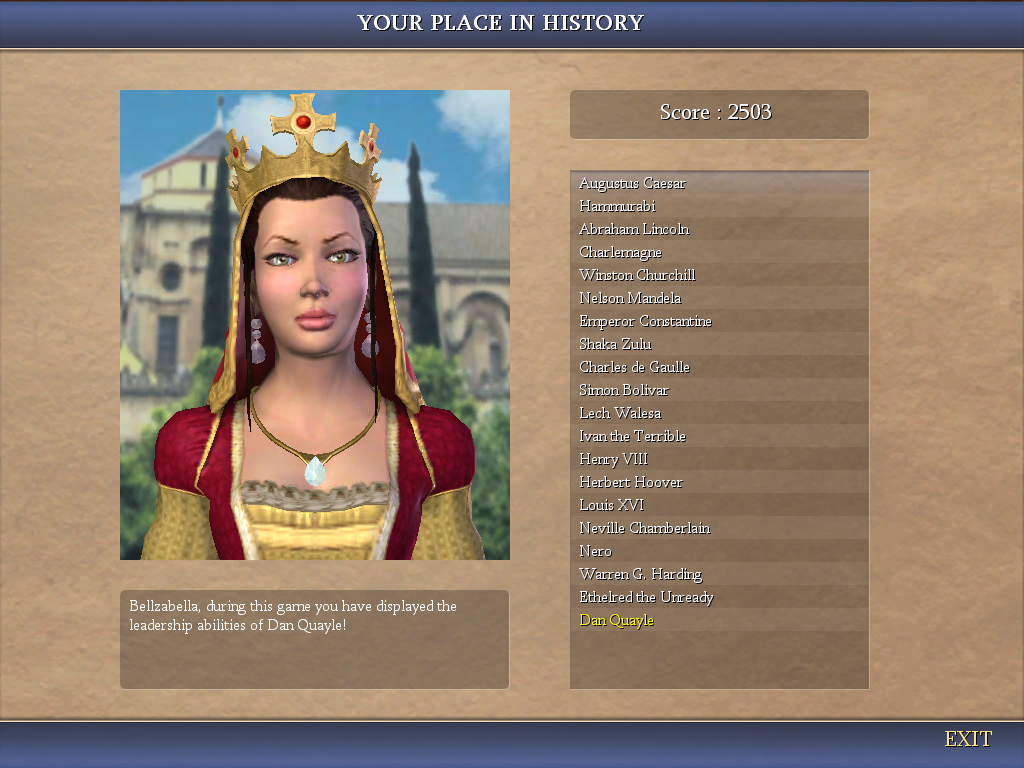 YOUR PLACE IN HISTORY
Score : 2503
Augustus Caesar
Hammurabi
Abraham Lincoln
Charlemagne
Winston Churchill
Nelson Mandela
Emperor Constantine
Shaka Zulu
Charles de Gaulle
Simon Bolivar
Lech Walesa
Ivan the Terrible
Henry VIII
Herbert Hoover
Louis XVI
Neville Chamberlain
Nero
Warren G. Harding
Ethelred the Unready
Dan Quayle
Bellzabella, during this game you have displayed the
leadership abilities of Dan Quayle!
EXIT